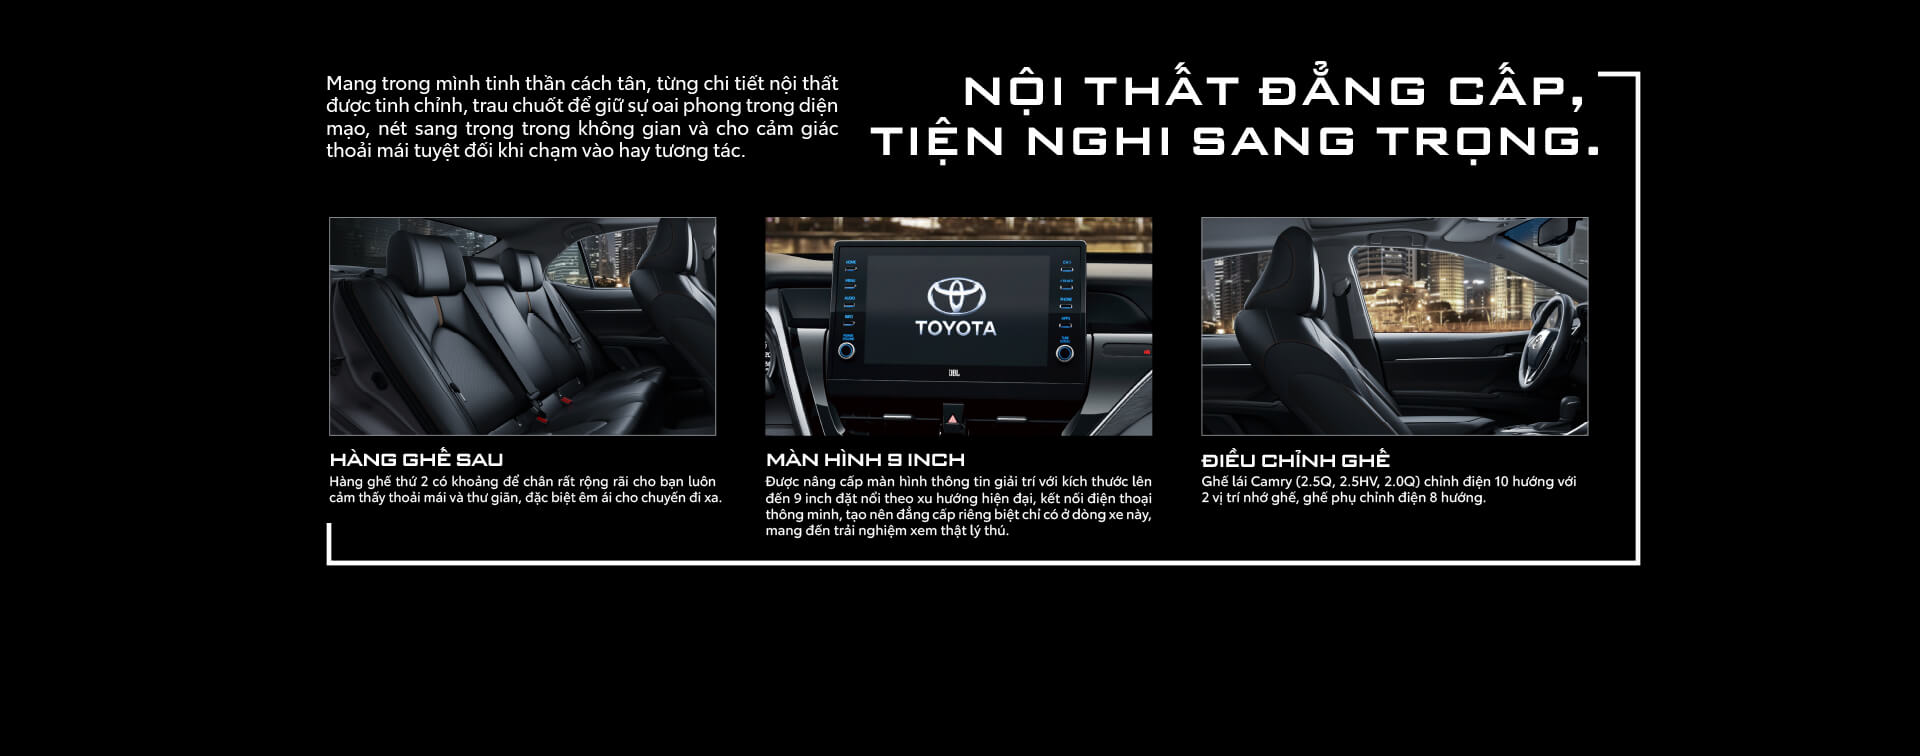 Mang trong mình tinh thần cách tân, từng chi tiết nội thất
được tinh chỉnh, trau chuốt để giữ sự oai phong trong diện
mạo, nét sang trọng trong không gian và cho cảm giác
thoải mái tuyệt đối khi chạm vào hay tương tác.
NỘI THẤT ĐẲNG CẤP,
TIỆN NGHI SANG TRỌNG.
HOME
MENU
AUDIO
INFO
PHONE
APPS
TOYOTA
JBL
HÀNG GHẾ SAU
Hàng ghế thứ 2 có khoảng để chân rất rộng rãi cho bạn luôn
cảm thấy thoải mái và thư giãn, đặc biệt êm ái cho chuyến đi xa.
MÀN HÌNH 9 INCH
Được nâng cấp màn hình thông tin giải trí với kích thước lên
đến 9 inch đặt nổi theo xu hướng hiện đại, kết nối điện thoại
thông minh, tạo nên đẳng cấp riêng biệt chỉ có ở dòng xe này,
mang đến trải nghiệm xem thật lý thú.
ĐIỀU CHỈNH GHẾ
Ghế lái Camry (2.5Q, 2.5HV, 2.0Q) chỉnh điện 10 hướng với
2 vị trí nhớ ghế, ghế phụ chỉnh điện 8 hướng.